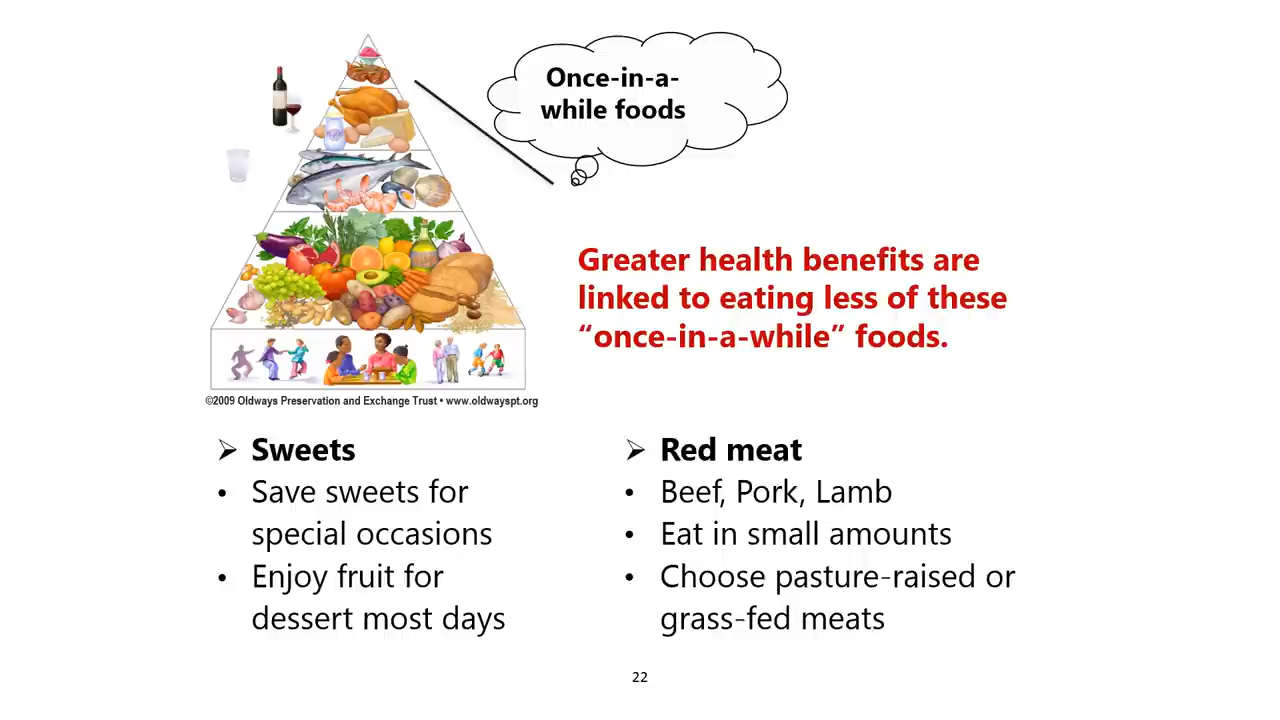 Once-in-a-
while foods
Greater health benefits are
linked to eating less of these
“once-in-a-while” foods.
©2009 Oldways Preservation and Exchange Trust • www.oldwayspt.org
➢ Sweets
• Save sweets for
special occasions
• Enjoy fruit for
dessert most days
➢ Red meat
• Beef, Pork, Lamb
• Eat in small amounts
• Choose pasture-raised or
grass-fed meats
22